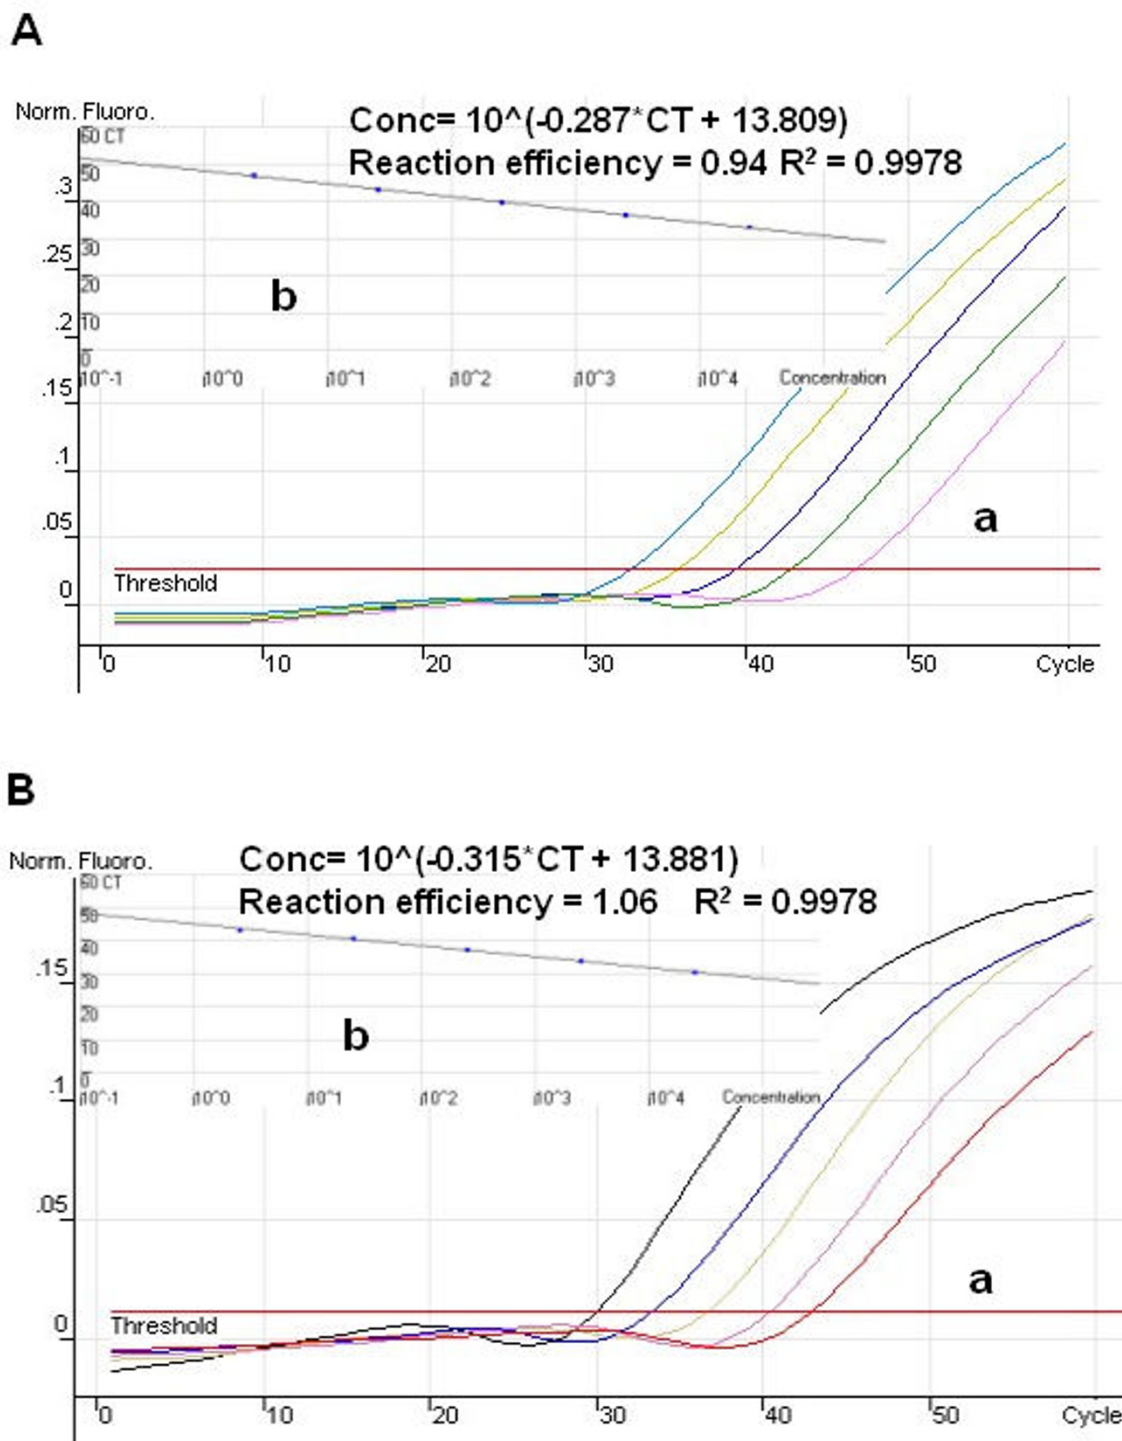 A
Norm. Fluoro.
Conc= 10^(-0.287*CT + 13.809)
60 CT
Reaction efficiency = 0.94 R² = 0.9978
50
.3
40
.25
30
20
b
.2
10
0
10^-1 10^0 10^1 10^2 10^3 10^4 Concentration
.15
.1
a
.05
Threshold
0
0 10 20 30 40 50 Cycle
B
Norm. Fluoro.
Conc= 10^(-0.315*CT + 13.881)
60 CT
Reaction efficiency = 1.06 R² = 0.9978
50
40
.15
30
20
b
10
0
.1
10^-1 10^0 10^1 10^2 10^3 10^4 Concentration
.05
a
0
Threshold
0 10 20 30 40 50 Cycle